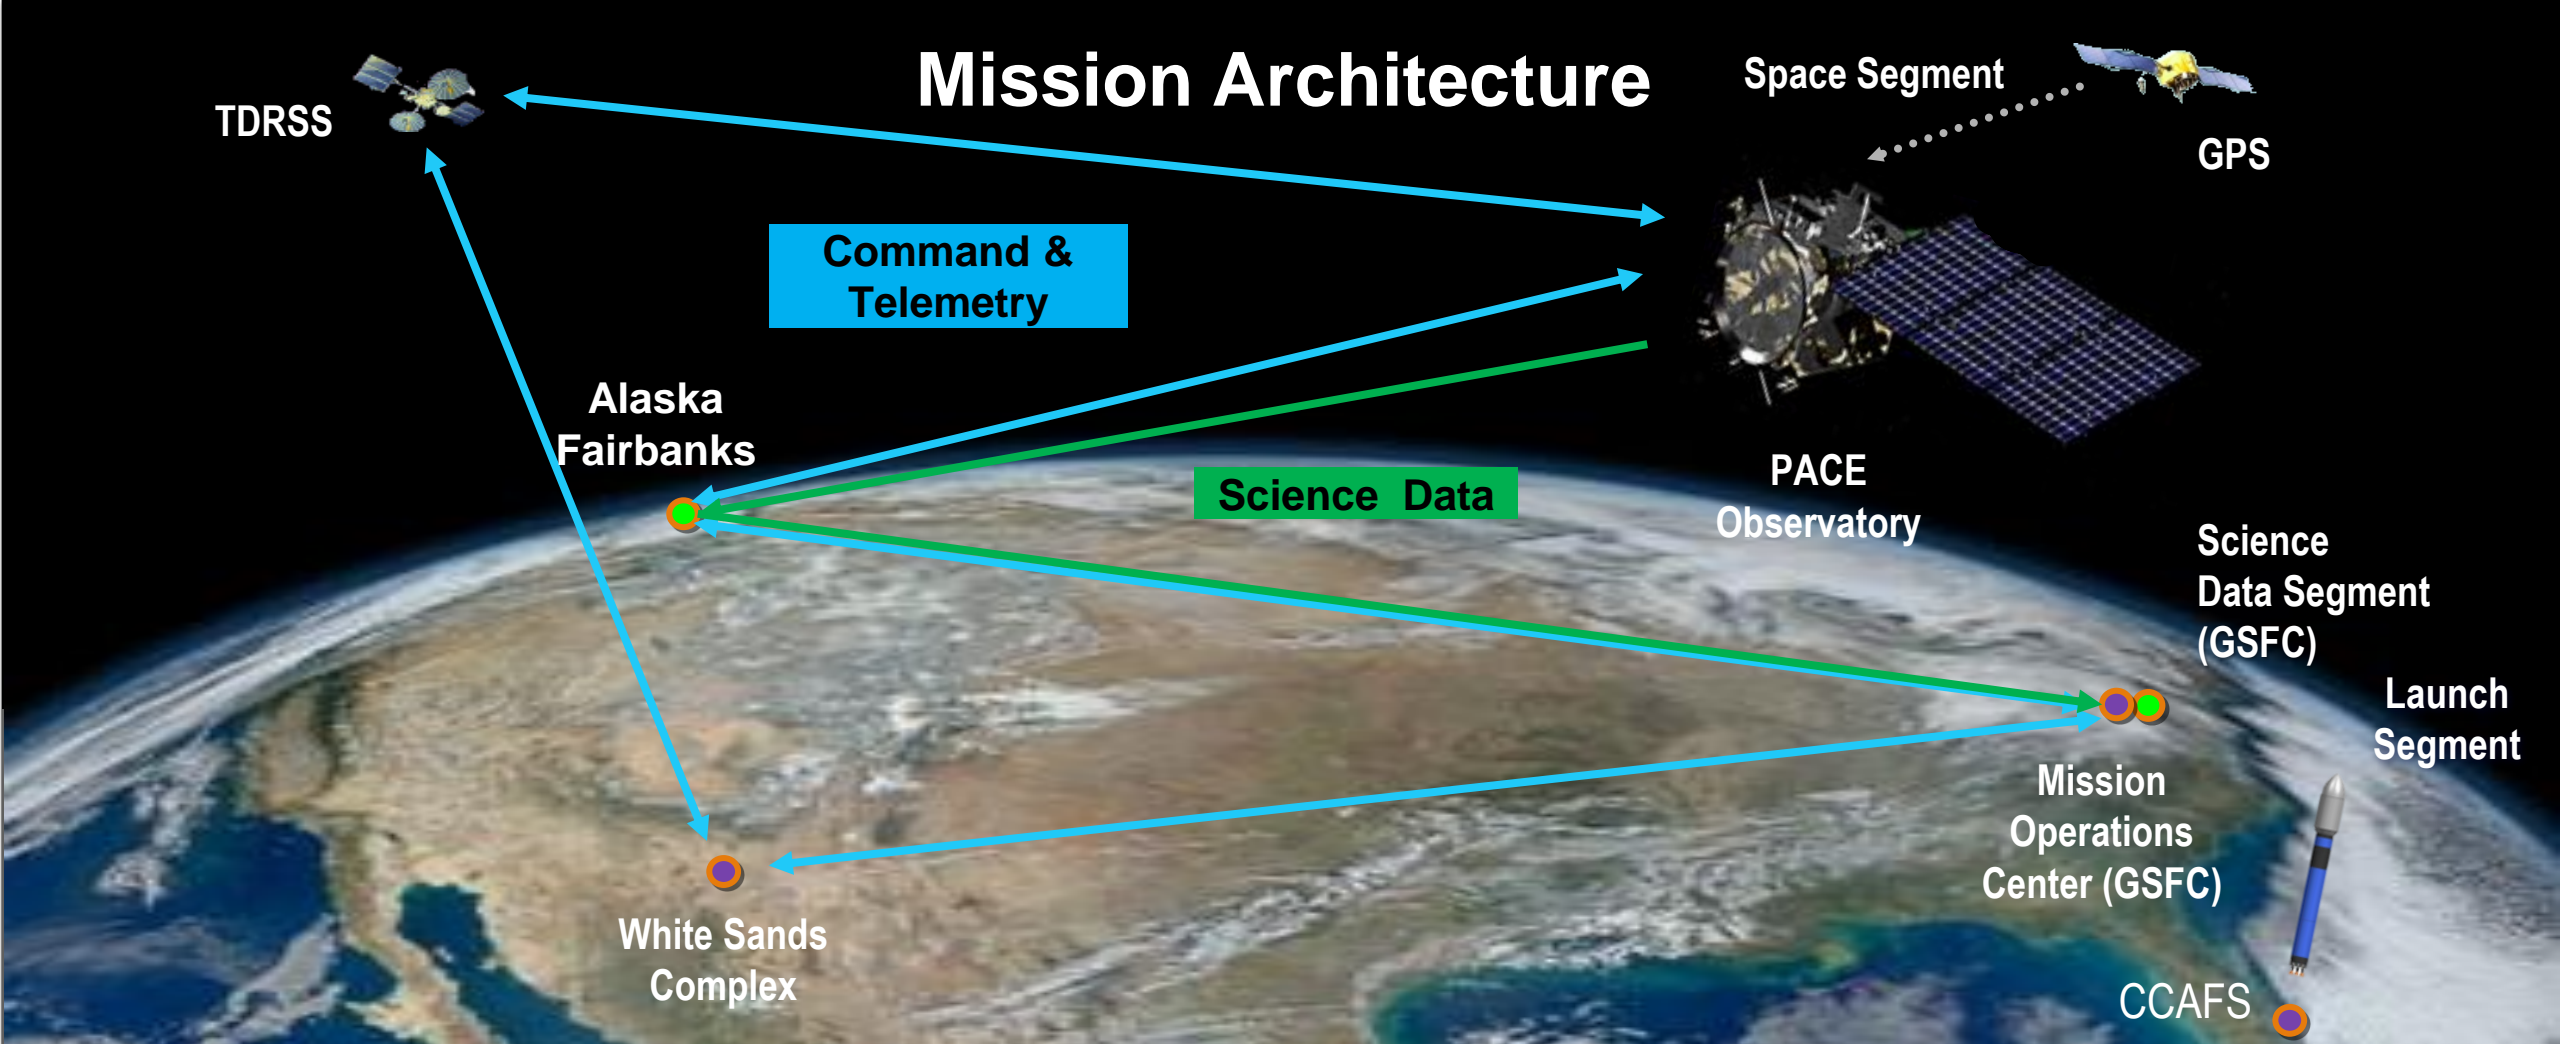 Mission Architecture
TDRSS
Space Segment
GPS
Command &
Telemetry
Alaska
Fairbanks
Science Data
PACE
Observatory
Science
Data Segment
(GSFC)
Launch
Segment
Mission
Operations
Center (GSFC)
White Sands
Complex
CCAFS